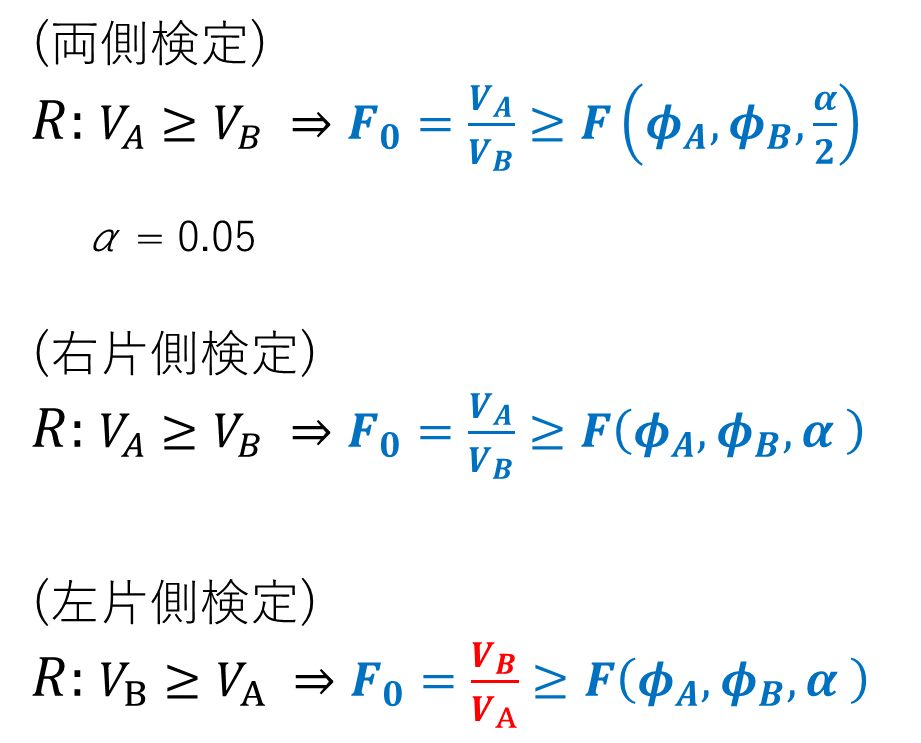 (両側検定)
R: V_A ≥ V_B ⇒ F_0 = V_A/V_B ≥ F(ϕ_A, ϕ_B, α/2)
α = 0.05
(右片側検定)
R: V_A ≥ V_B ⇒ F_0 = V_A/V_B ≥ F(ϕ_A, ϕ_B, α )
(左片側検定)
R: V_B ≥ V_A ⇒ F_0 = V_B/V_A ≥ F(ϕ_A, ϕ_B, α )